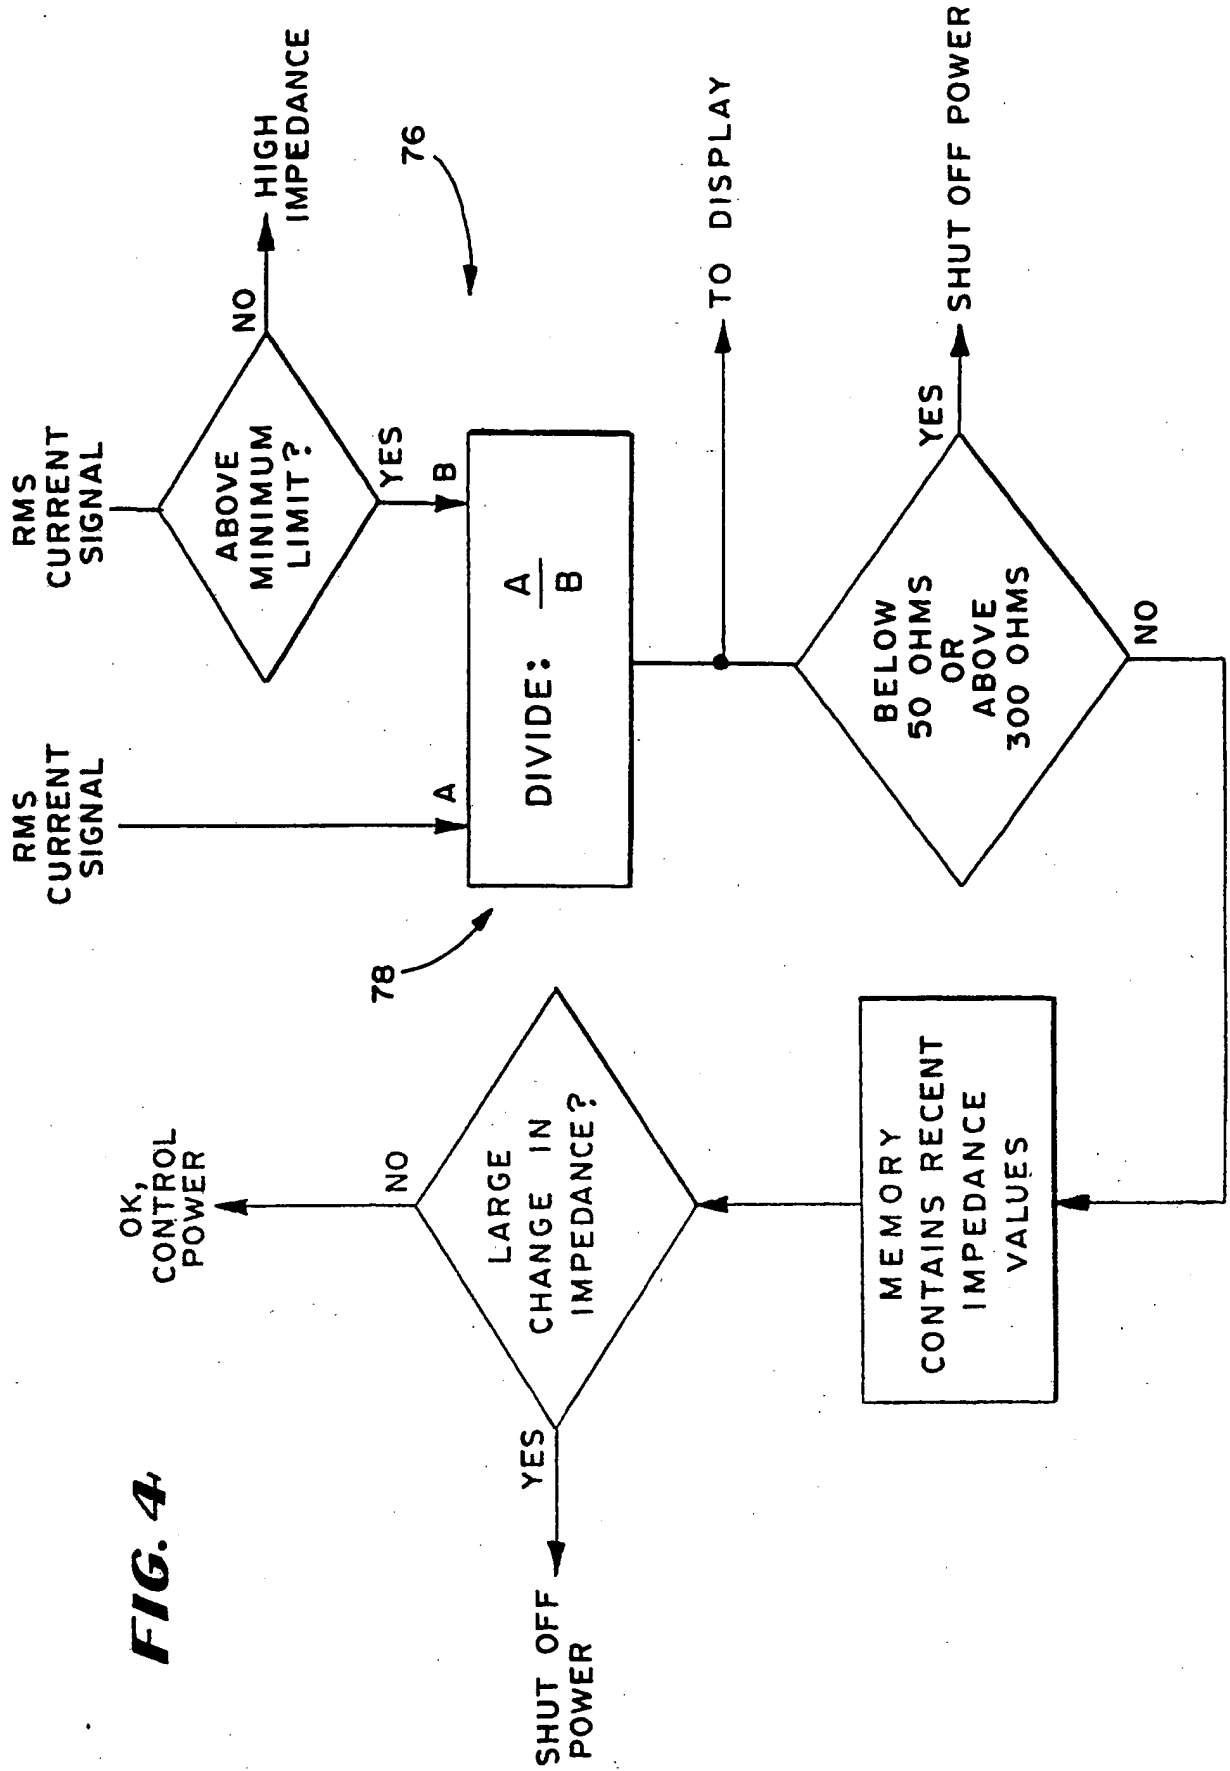 FIG. 4
RMS
CURRENT
SIGNAL
RMS
CURRENT
SIGNAL
ABOVE
MINIMUM
LIMIT?
NO
HIGH
IMPEDANCE
YES
A
B
76
78
DIVIDE: A
B
TO DISPLAY
BELOW
50 OHMS
OR
ABOVE
300 OHMS
YES
SHUT OFF POWER
NO
MEMORY
CONTAINS RECENT
IMPEDANCE
VALUES
LARGE
CHANGE IN
IMPEDANCE?
NO
OK,
CONTROL
POWER
YES
SHUT OFF
POWER